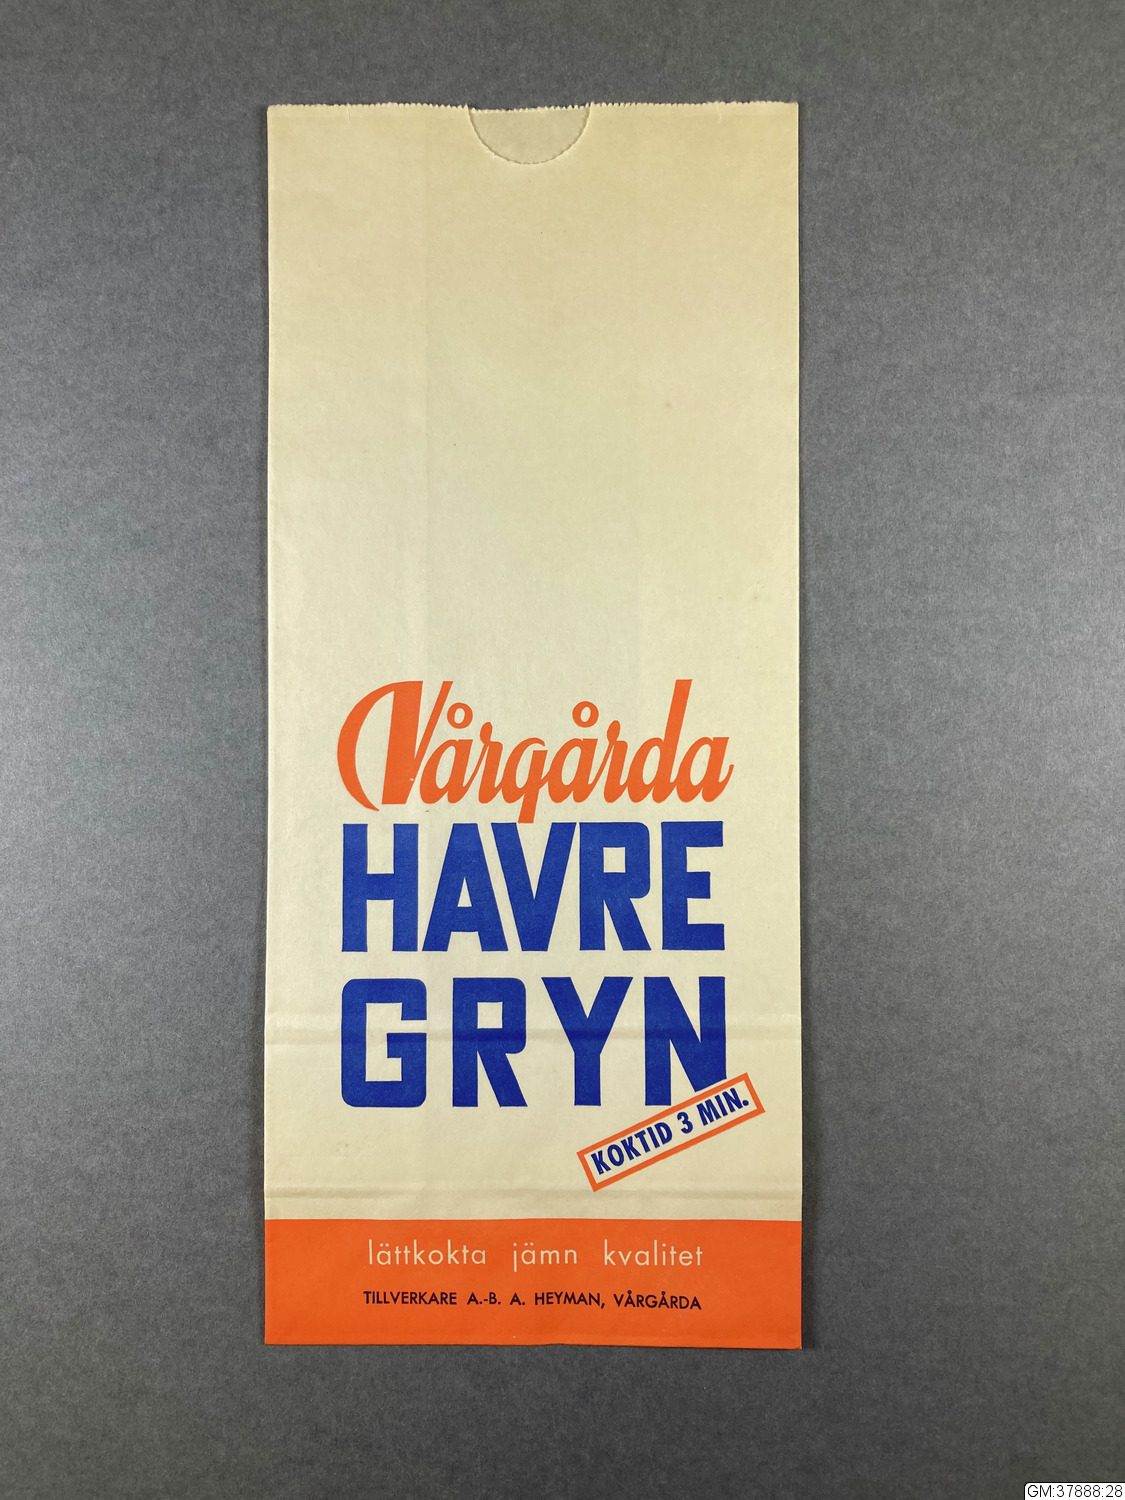 Vårgårda
HAVRE
GRYN
KOKTID 3 MIN.
lättkokta jämn kvalitet
TILLVERKARE A.-B. A. HEYMAN, VÅRGÅRDA
GM:37888:28